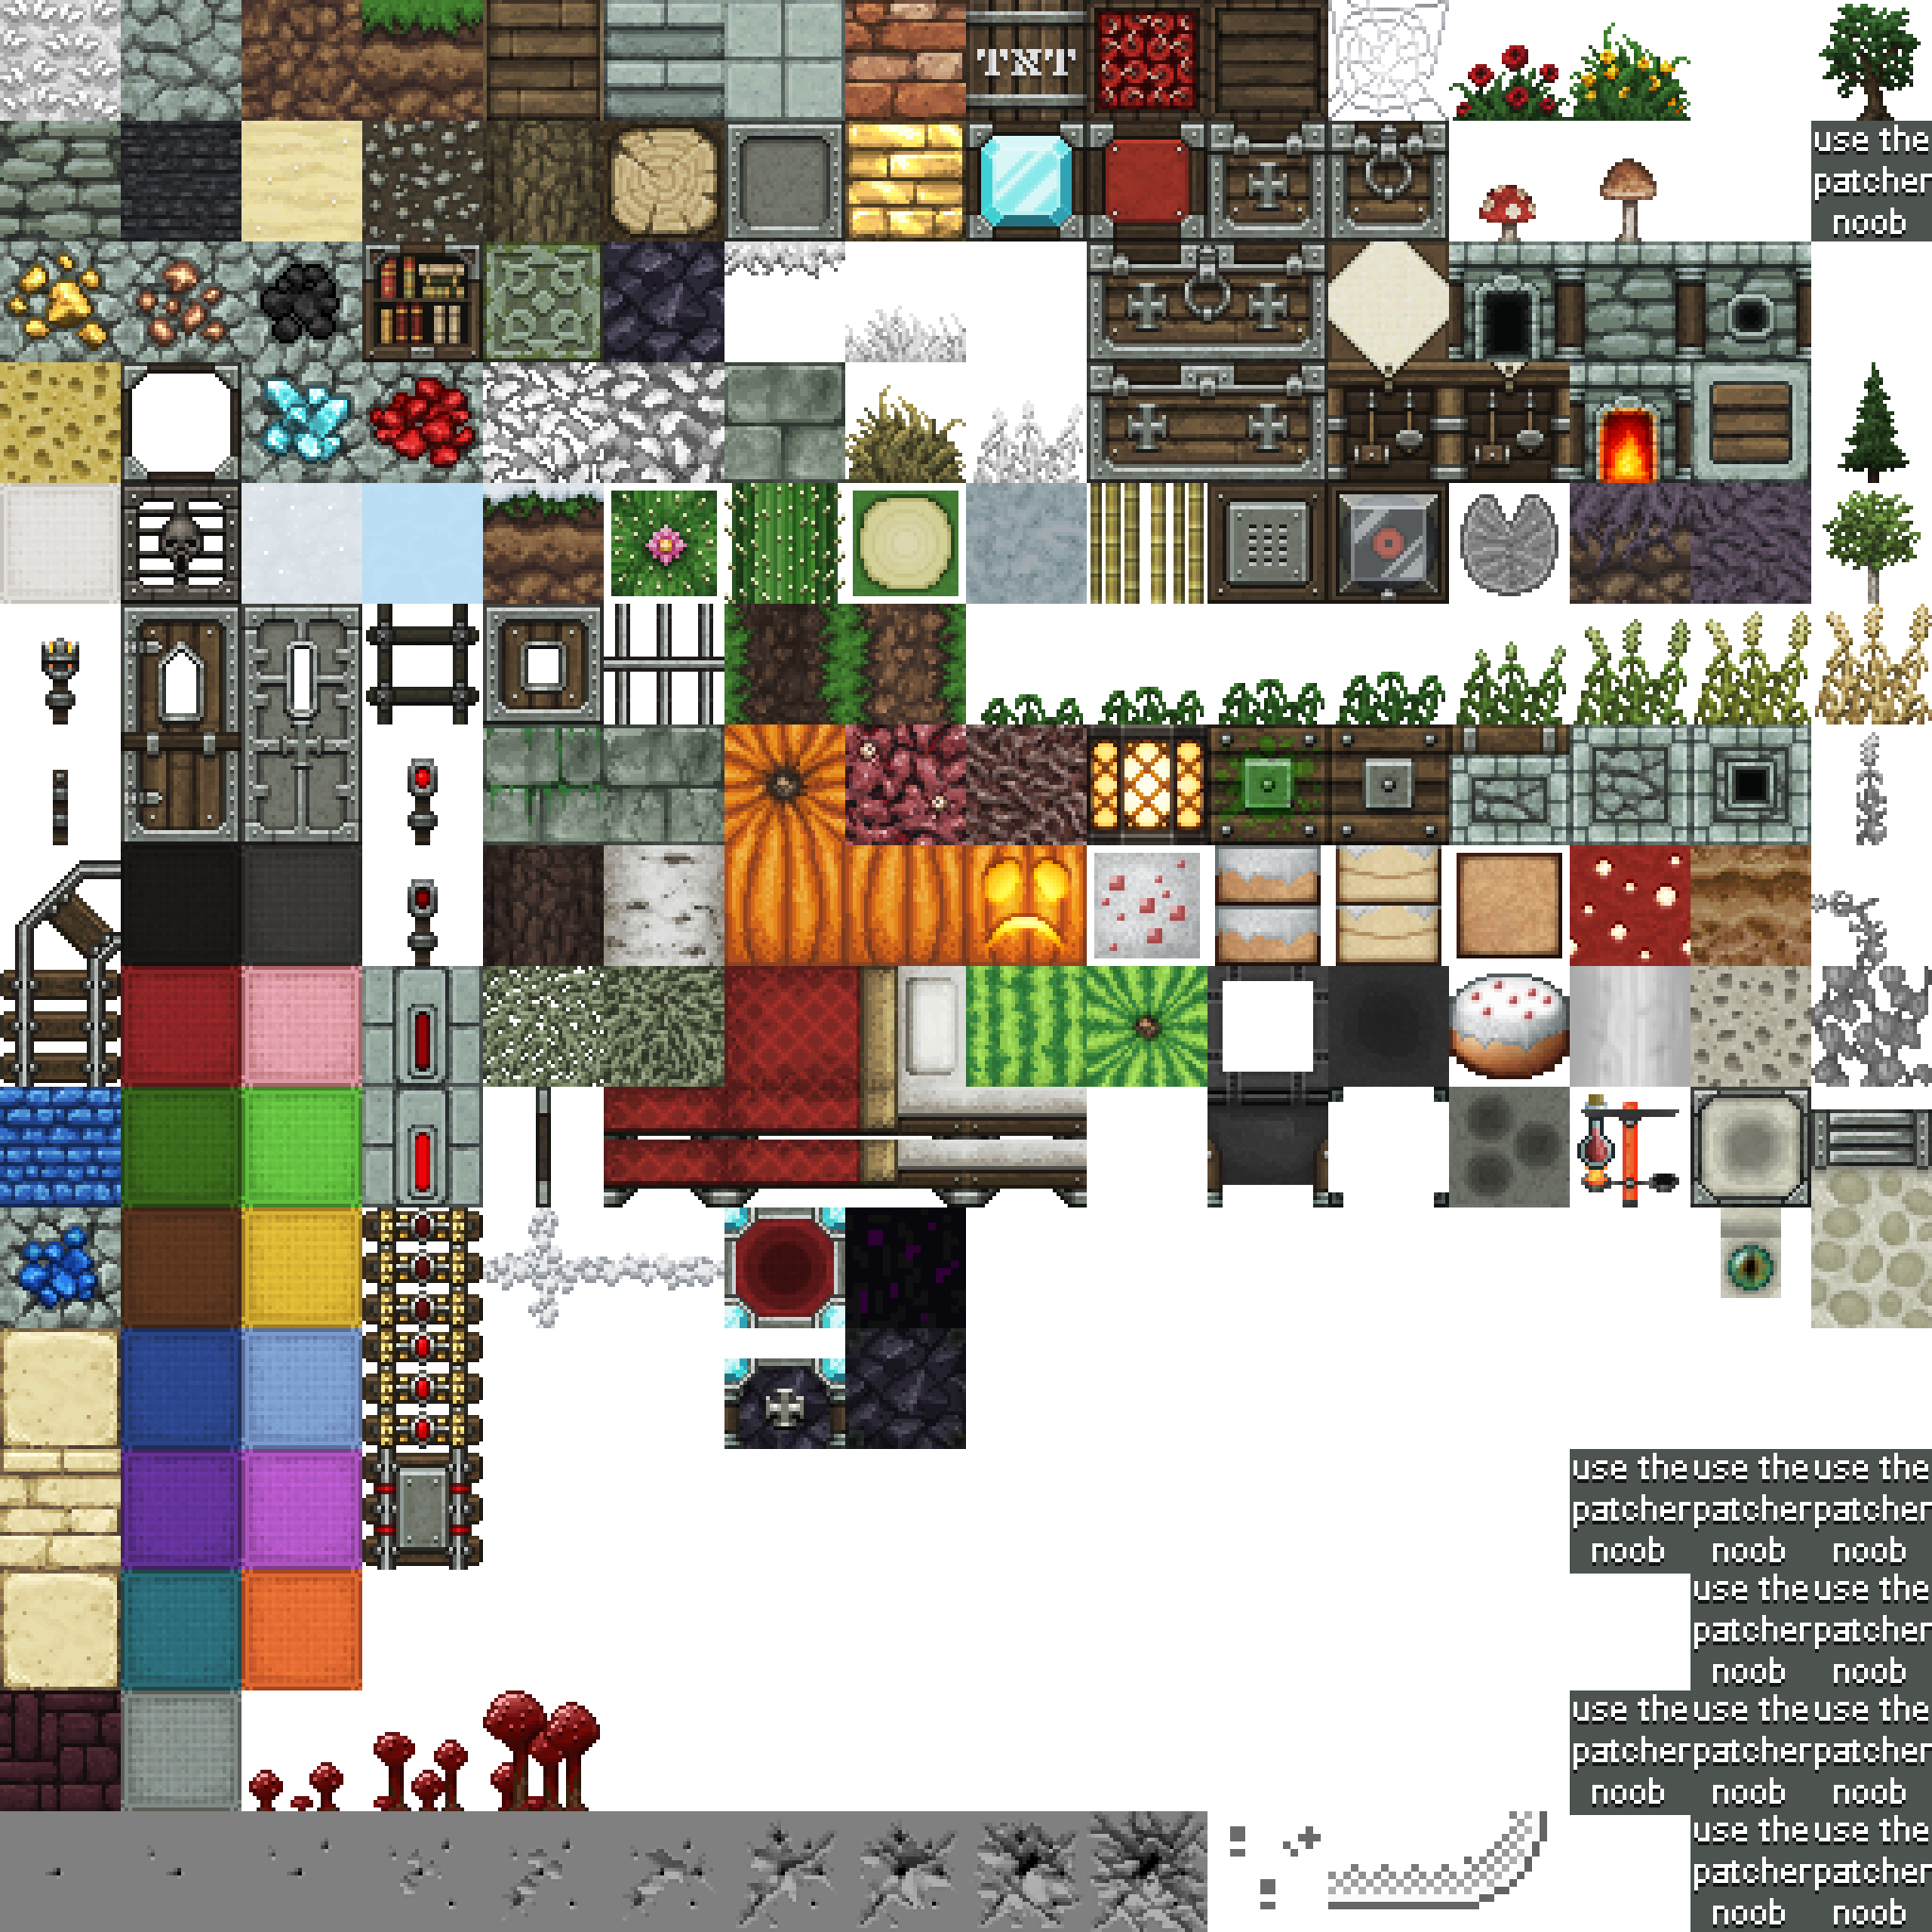 TNT
use the
patcher
noob
use the use the use the
patcher patcher patcher
noob noob noob
use the use the
patcher patcher
noob noob
use the use the use the
patcher patcher patcher
noob noob noob
use the use the
patcher patcher
noob noob